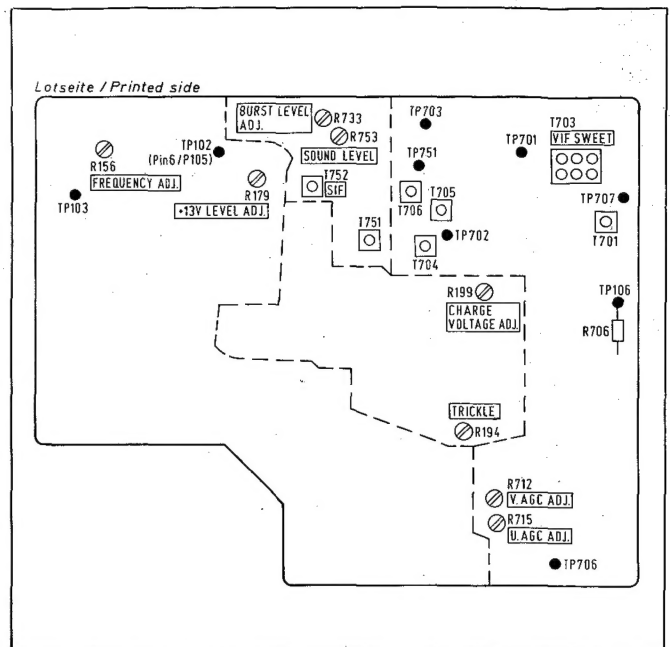 Lotseite / Printed side
BURST LEVEL
ADJ.
R733
R753
SOUND LEVEL
TP703
T703
VIF SWEET
TP102
(Pin6/P105)
TP751
TP701
R156
FREQUENCY ADJ.
TP103
R179
+13V LEVEL ADJ.
T752
SIF
T706
T705
TP707
T751
T704
TP702
T701
R199
CHARGE
VOLTAGE ADJ.
TP106
R706
TRICKLE
R194
R712
V.AGC ADJ.
R715
U.AGC ADJ.
TP706